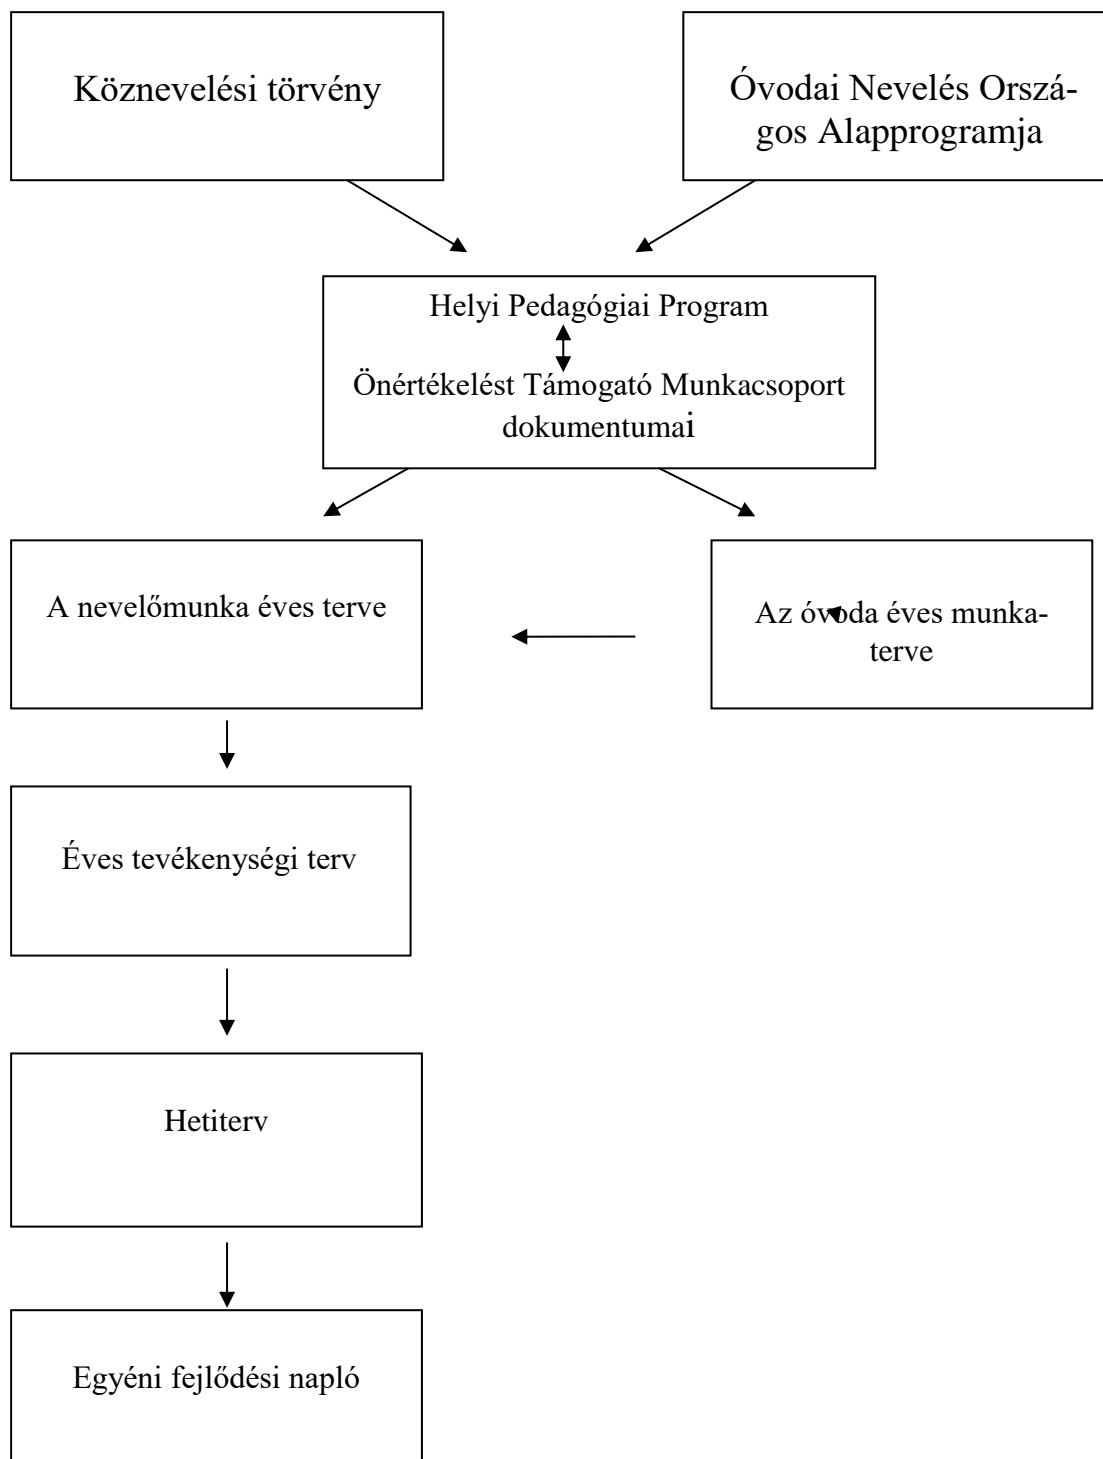 Köznevelési törvény
Óvodai Nevelés Orszá-
gos Alapprogramja
Helyi Pedagógiai Program
Önértékelést Támogató Munkacsoport
dokumentumai
A nevelőmunka éves terve
Az óvoda éves munka-
terve
Éves tevékenységi terv
Hetiterv
Egyéni fejlődési napló